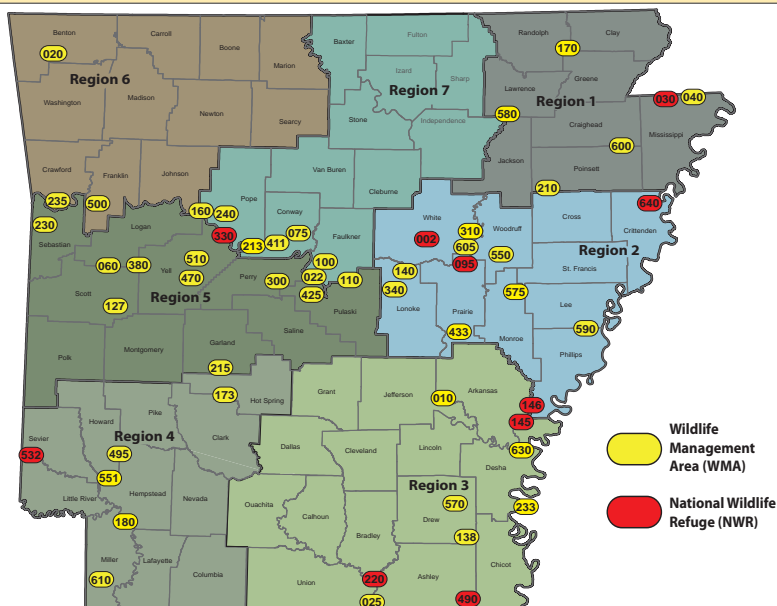 Benton
Carroll
Boone
Marion
Baxter
Fulton
Randolph
Clay
020
170
Region 6
Izard
Sharp
Greene
Region 7
Lawrence
Region 1
030
040
Washington
Madison
Newton
Searcy
Stone
Independence
580
Craighead
Mississippi
600
Jackson
Poinsett
Crawford
Franklin
Johnson
Van Buren
Cleburne
210
235
500
160
240
Pope
Conway
White
Cross
640
230
Logan
330
075
Faulkner
002
310
Woodruff
Crittenden
Sebastian
213
411
605
550
Region 2
060
380
510
Yell
470
Perry
100
022
110
095
140
St. Francis
Scott
Region 5
300
425
340
575
Lee
127
Pulaski
Lonoke
Prairie
590
Saline
433
Monroe
Phillips
Polk
Montgomery
Garland
215
173
Hot Spring
Grant
Jefferson
Arkansas
010
146
145
Pike
Howard
Sevier
Region 4
Clark
532
495
Dallas
Cleveland
Lincoln
630
Desha
551
Little River
Hempstead
Nevada
Ouachita
Region 3
Calhoun
570
233
180
Drew
Bradley
138
Miller
Lafayette
Columbia
Chicot
610
Union
220
Ashley
025
490
Wildlife
Management
Area (WMA)
National Wildlife
Refuge (NWR)